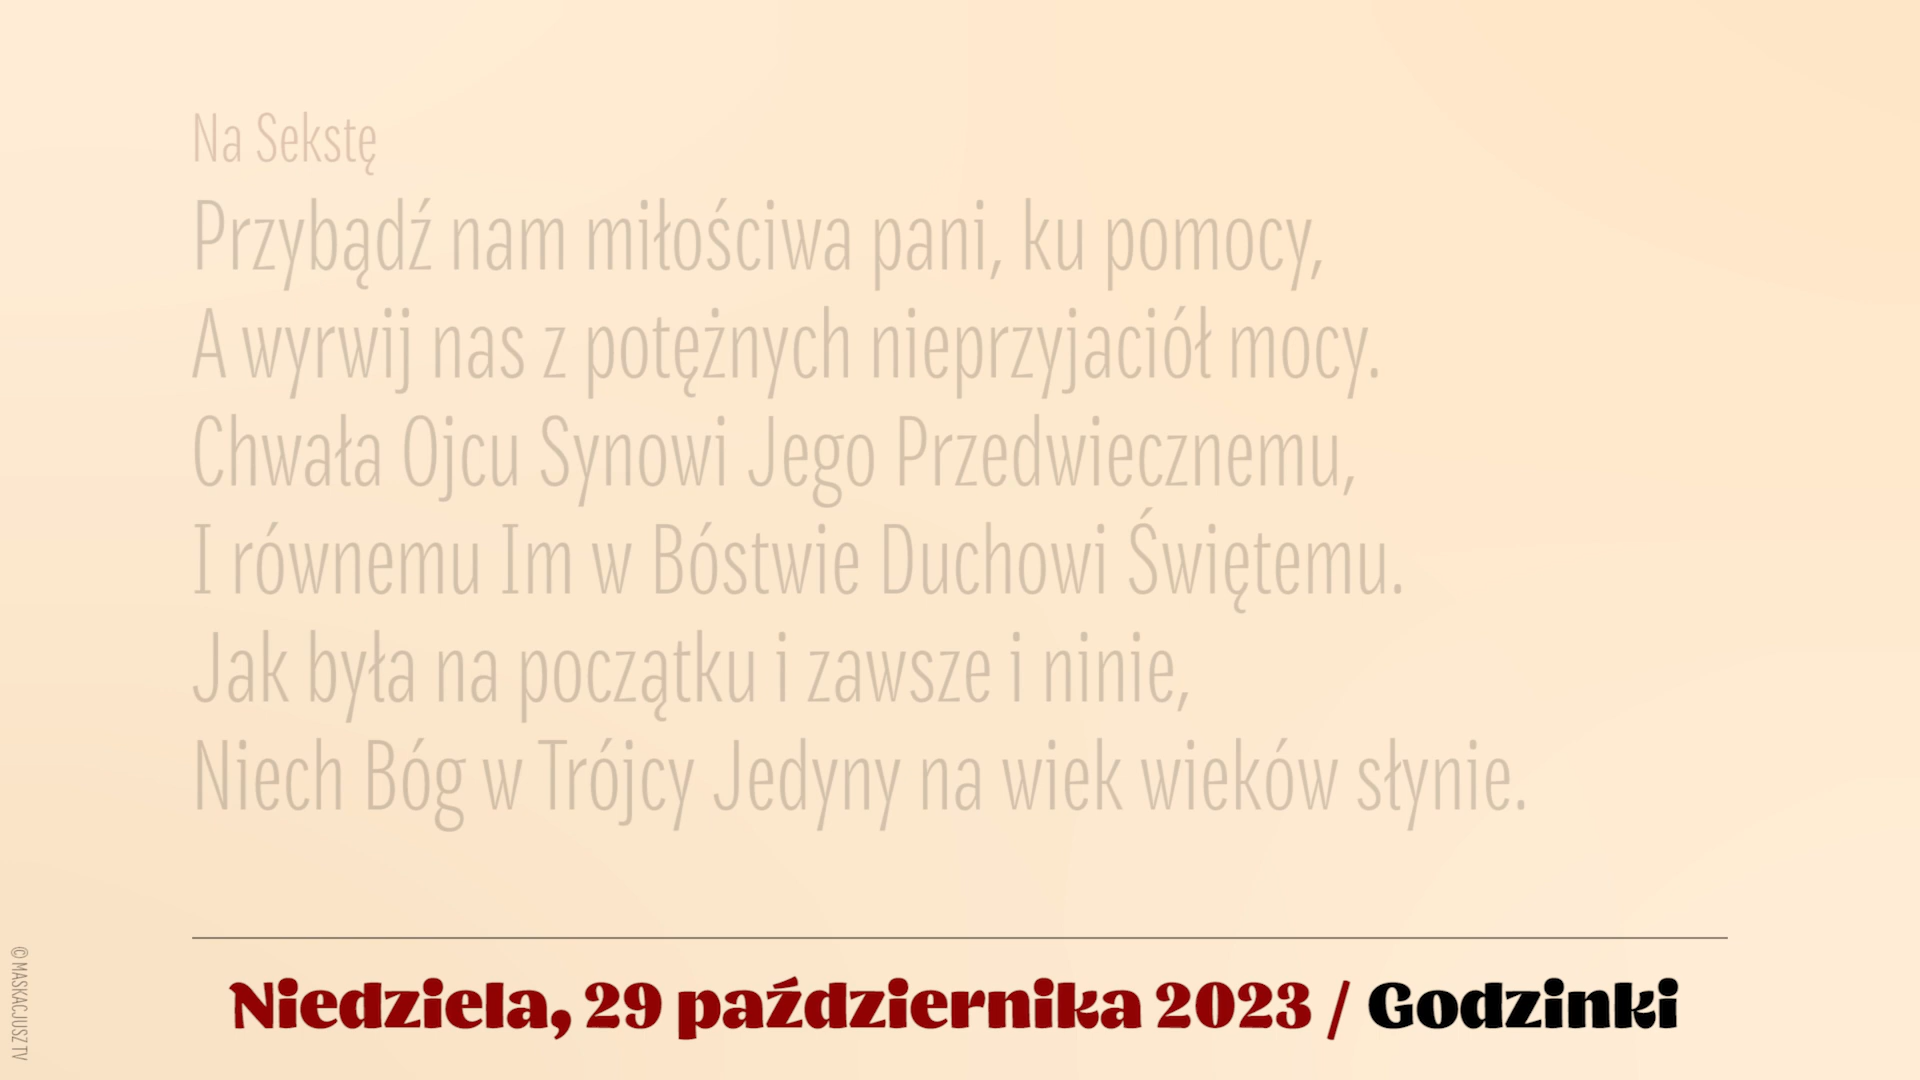 Na Sekstę
Przybądź nam miłościwa pani, ku pomocy,
A wyrwij nas z potężnych nieprzyjaciół mocy.
Chwała Ojcu Synowi Jego Przedwiecznemu,
I równemu Im w Bóstwie Duchowi Świętemu.
Jak była na początku i zawsze i ninie,
Niech Bóg w Trójcy Jedyny na wiek wieków słynie.
Niedziela, 29 października 2023 / Godzinki
© MASKACJUSZ TV